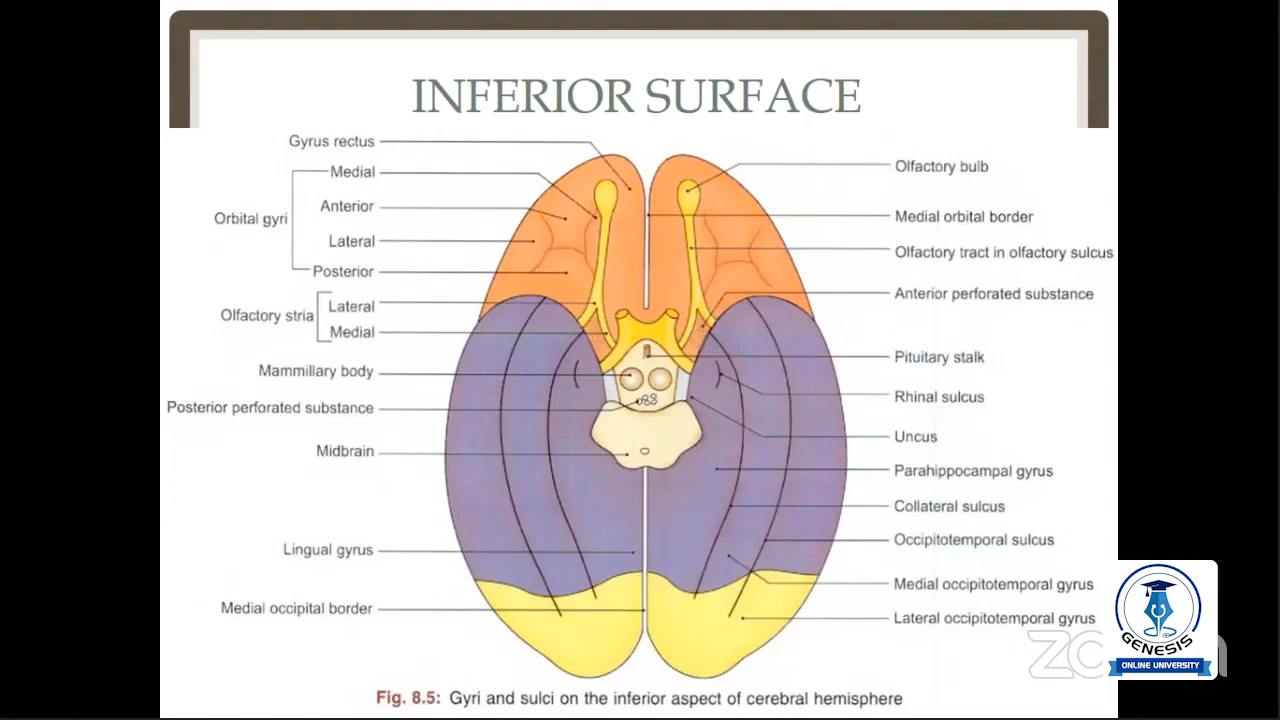 INFERIOR SURFACE
Gyrus rectus
Medial
Anterior
Orbital gyri
Lateral
Posterior
Lateral
Olfactory stria
Medial
Mammillary body
Posterior perforated substance
Midbrain
Lingual gyrus
Medial occipital border
Olfactory bulb
Medial orbital border
Olfactory tract in olfactory sulcus
Anterior perforated substance
Pituitary stalk
Rhinal sulcus
Uncus
Parahippocampal gyrus
Collateral sulcus
Occipitotemporal sulcus
Medial occipitotemporal gyrus
Lateral occipitotemporal gyrus
Fig. 8.5: Gyri and sulci on the inferior aspect of cerebral hemisphere
GENESIS
ONLINE UNIVERSITY